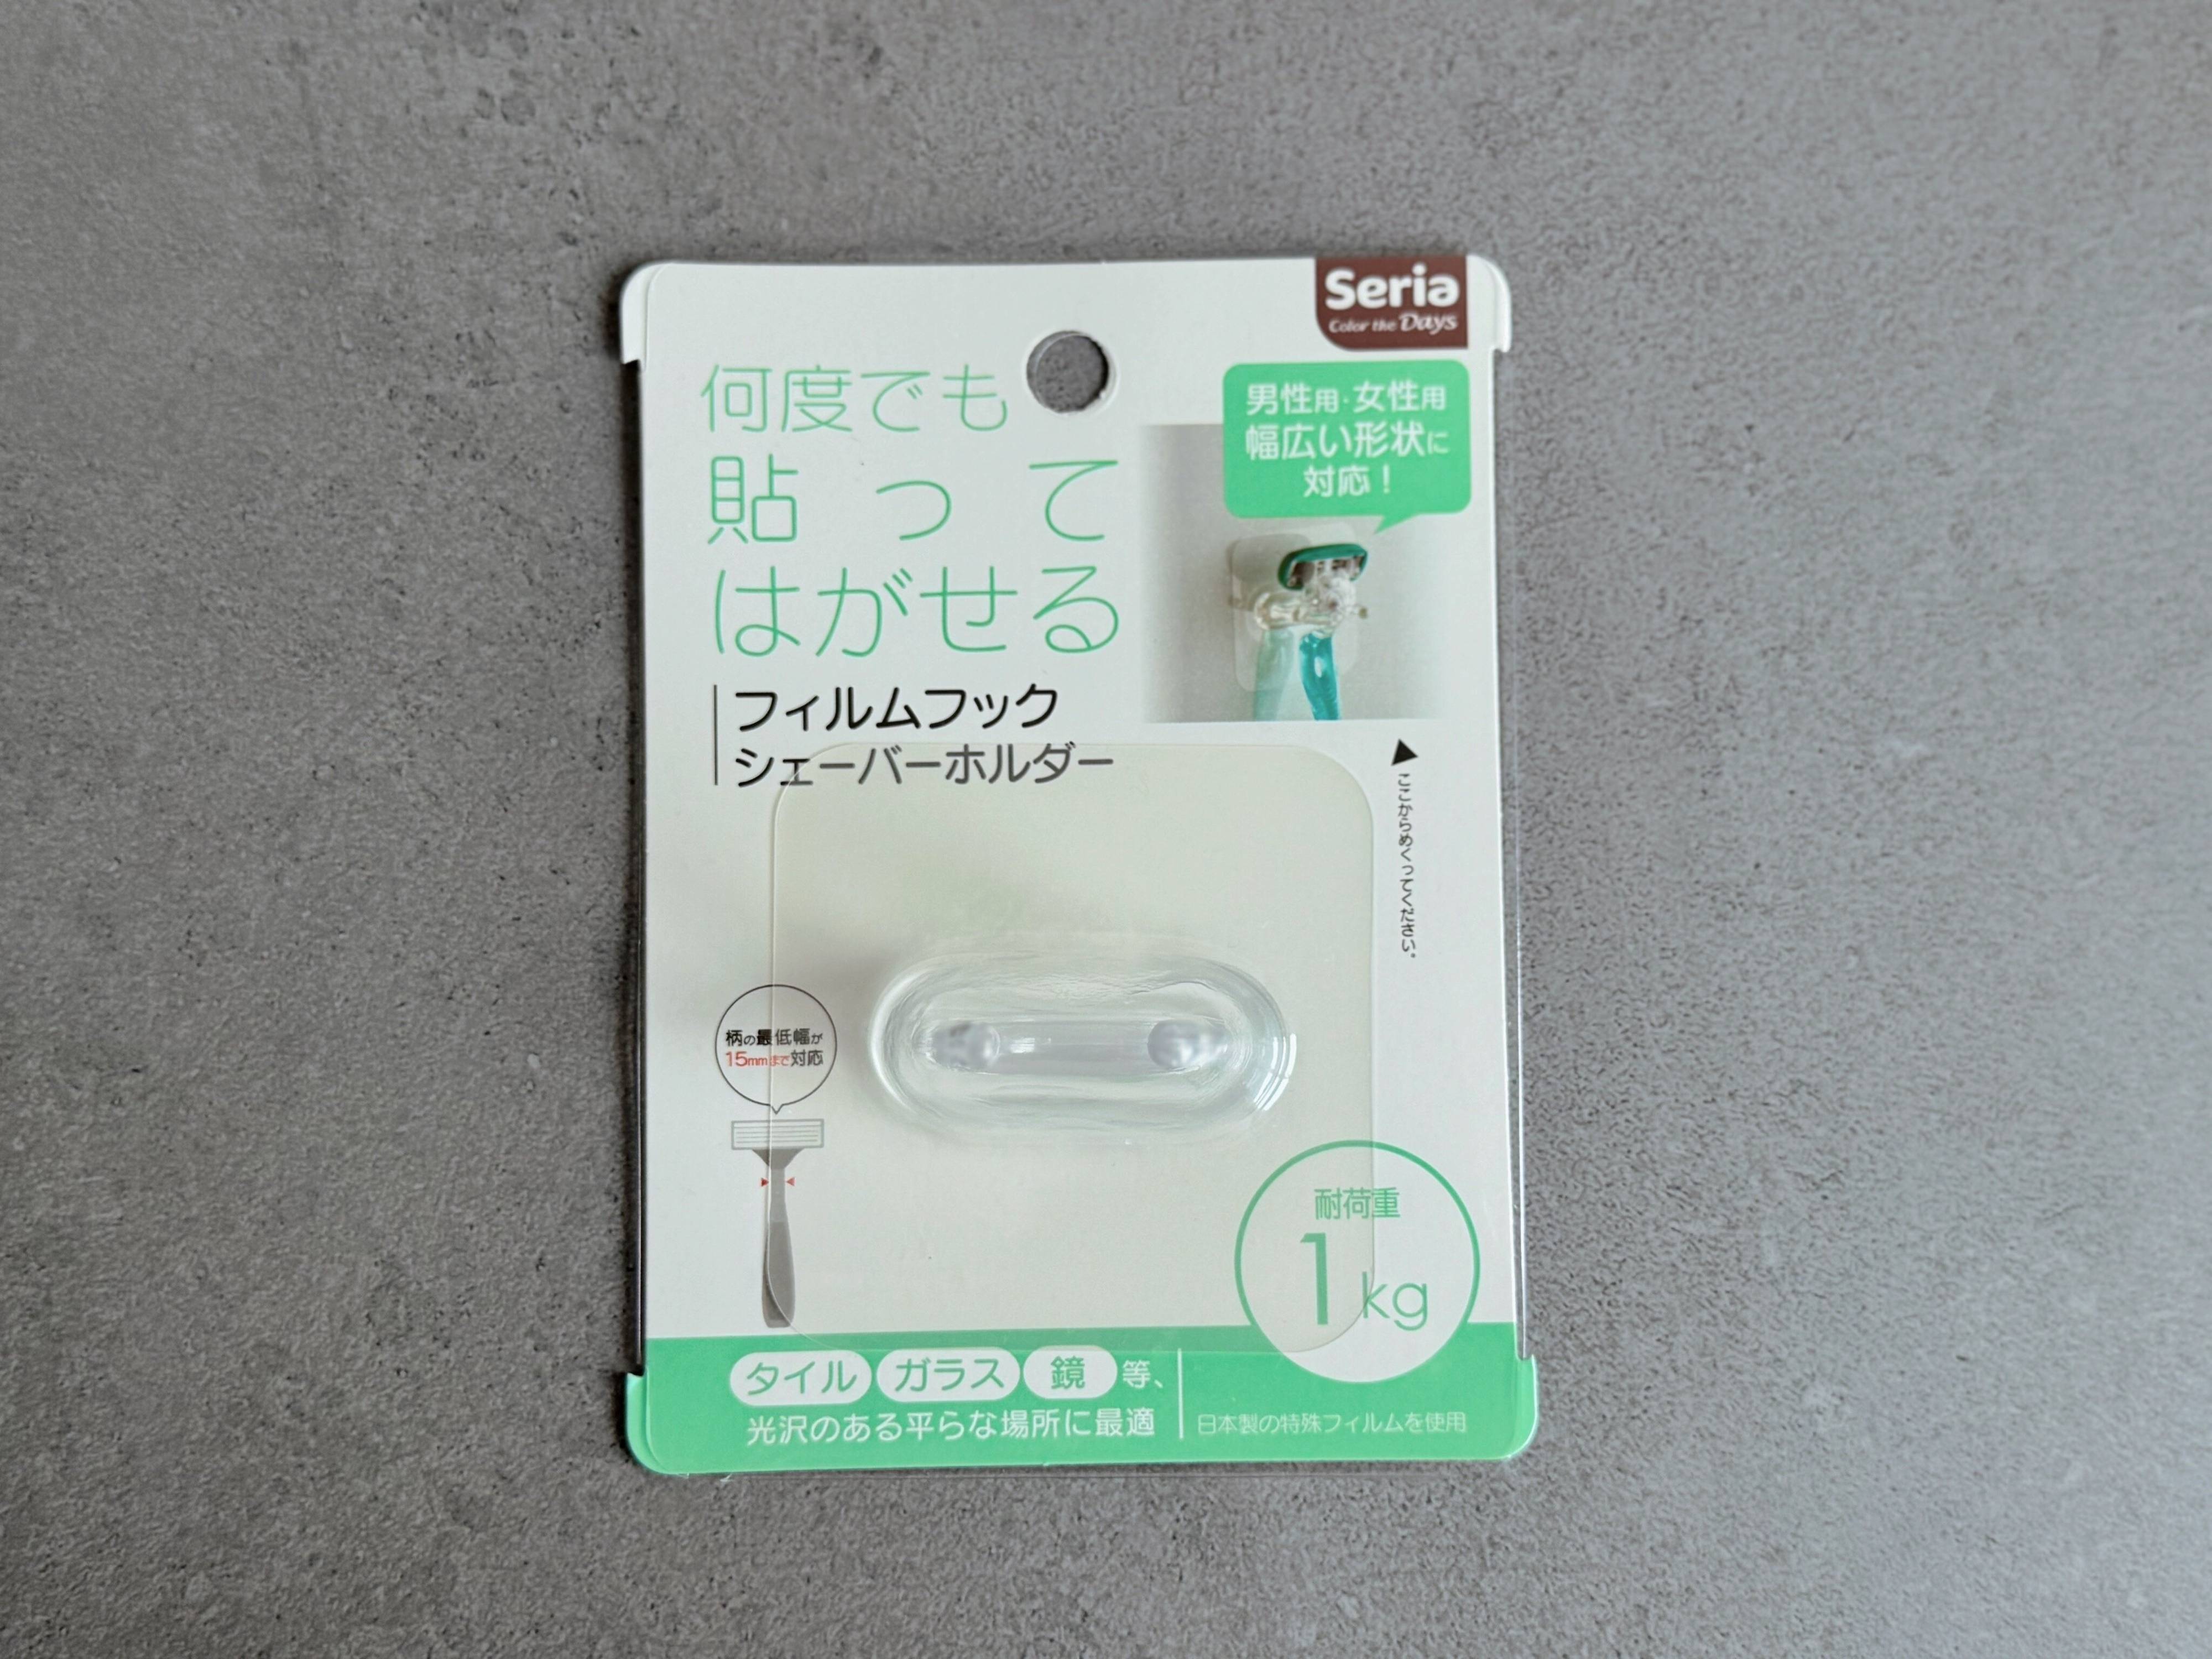 Seria
Color the Days
何度でも
貼って
はがせる
フィルムフック
シェーバーホルダー
男性用・女性用
幅広い形状に
対応！
ここからめくってください。
柄の最低幅が
15mmまで対応
耐荷重
1kg
タイル ガラス 鏡 等、
光沢のある平らな場所に最適
日本製の特殊フィルムを使用